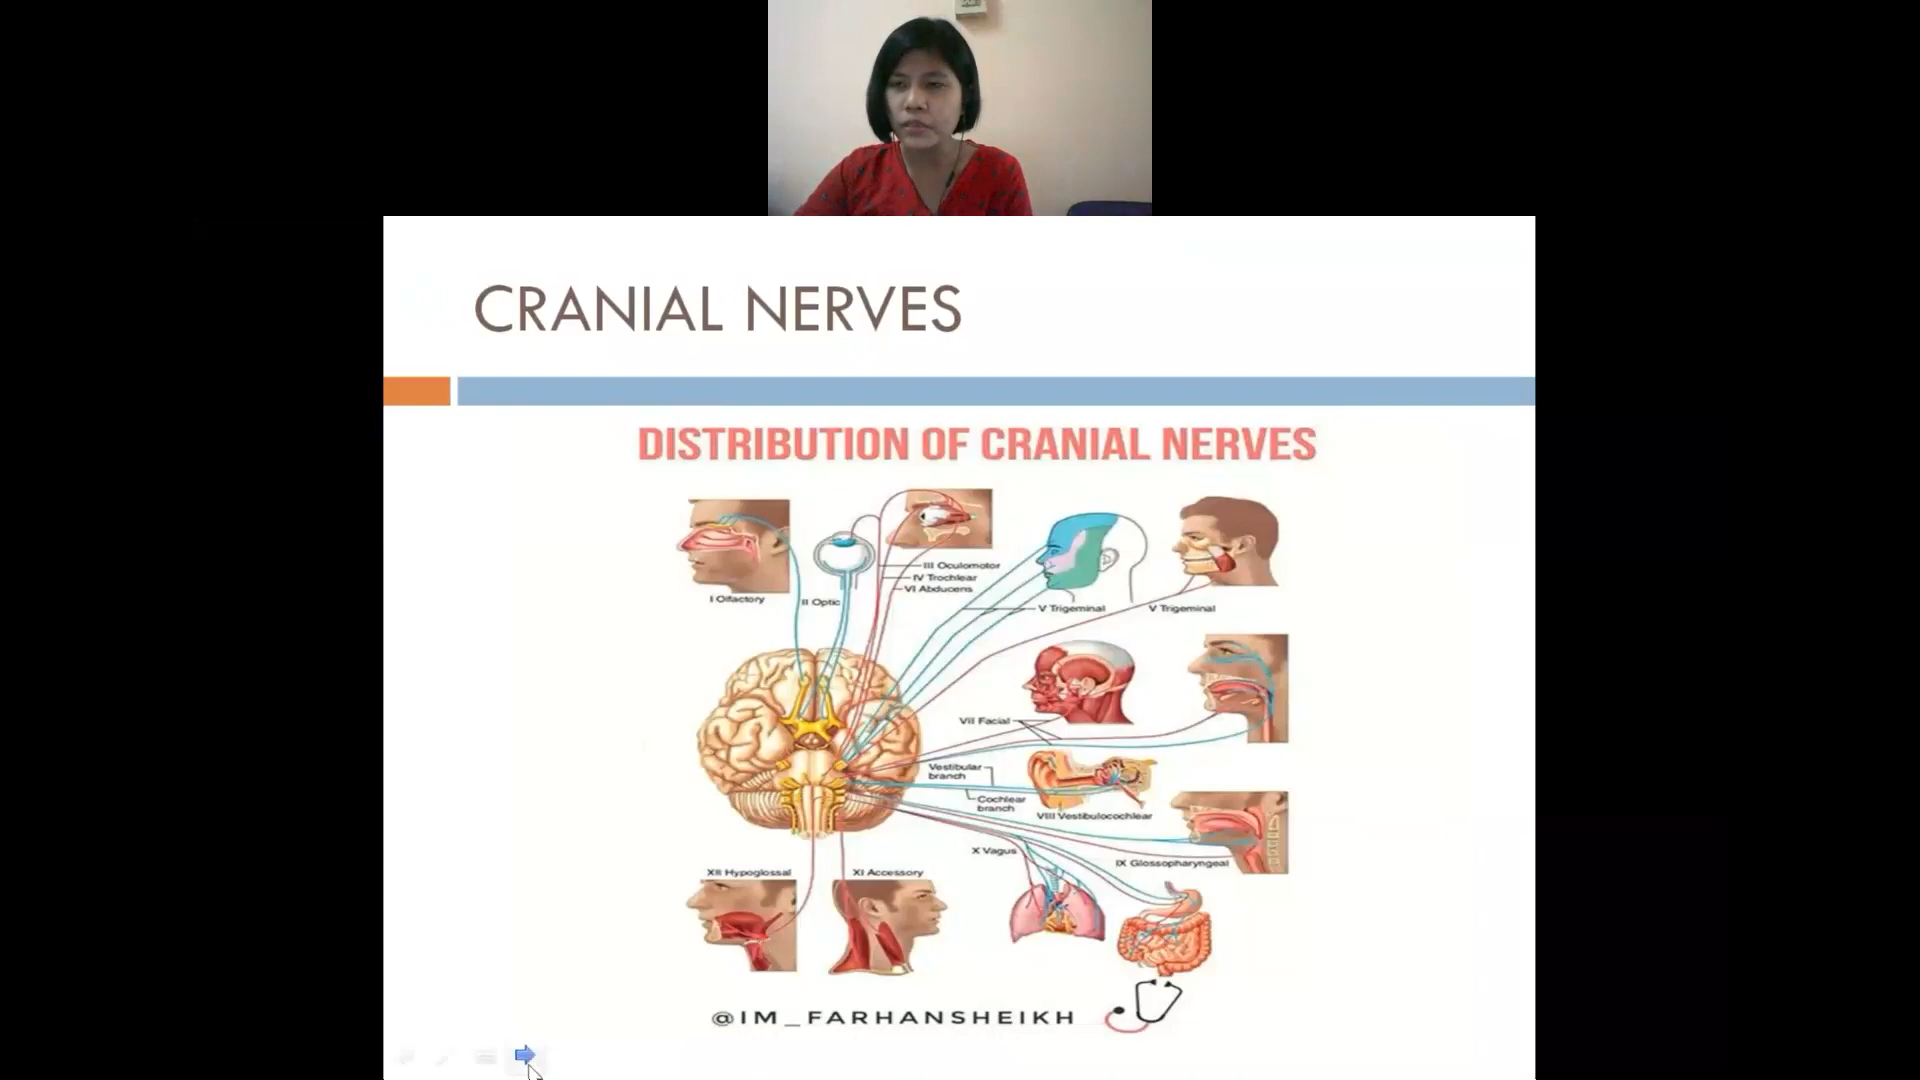 CRANIAL NERVES
DISTRIBUTION OF CRANIAL NERVES
I Olfactory
II Optic
III Oculomotor
IV Trochlear
VI Abducens
V Trigeminal
V Trigeminal
VII Facial
Vestibular
branch
Cochlear
branch
VIII Vestibulocochlear
X Vagus
IX Glossopharyngeal
XII Hypoglossal
XI Accessory
@IM_FARHANSHEIKH